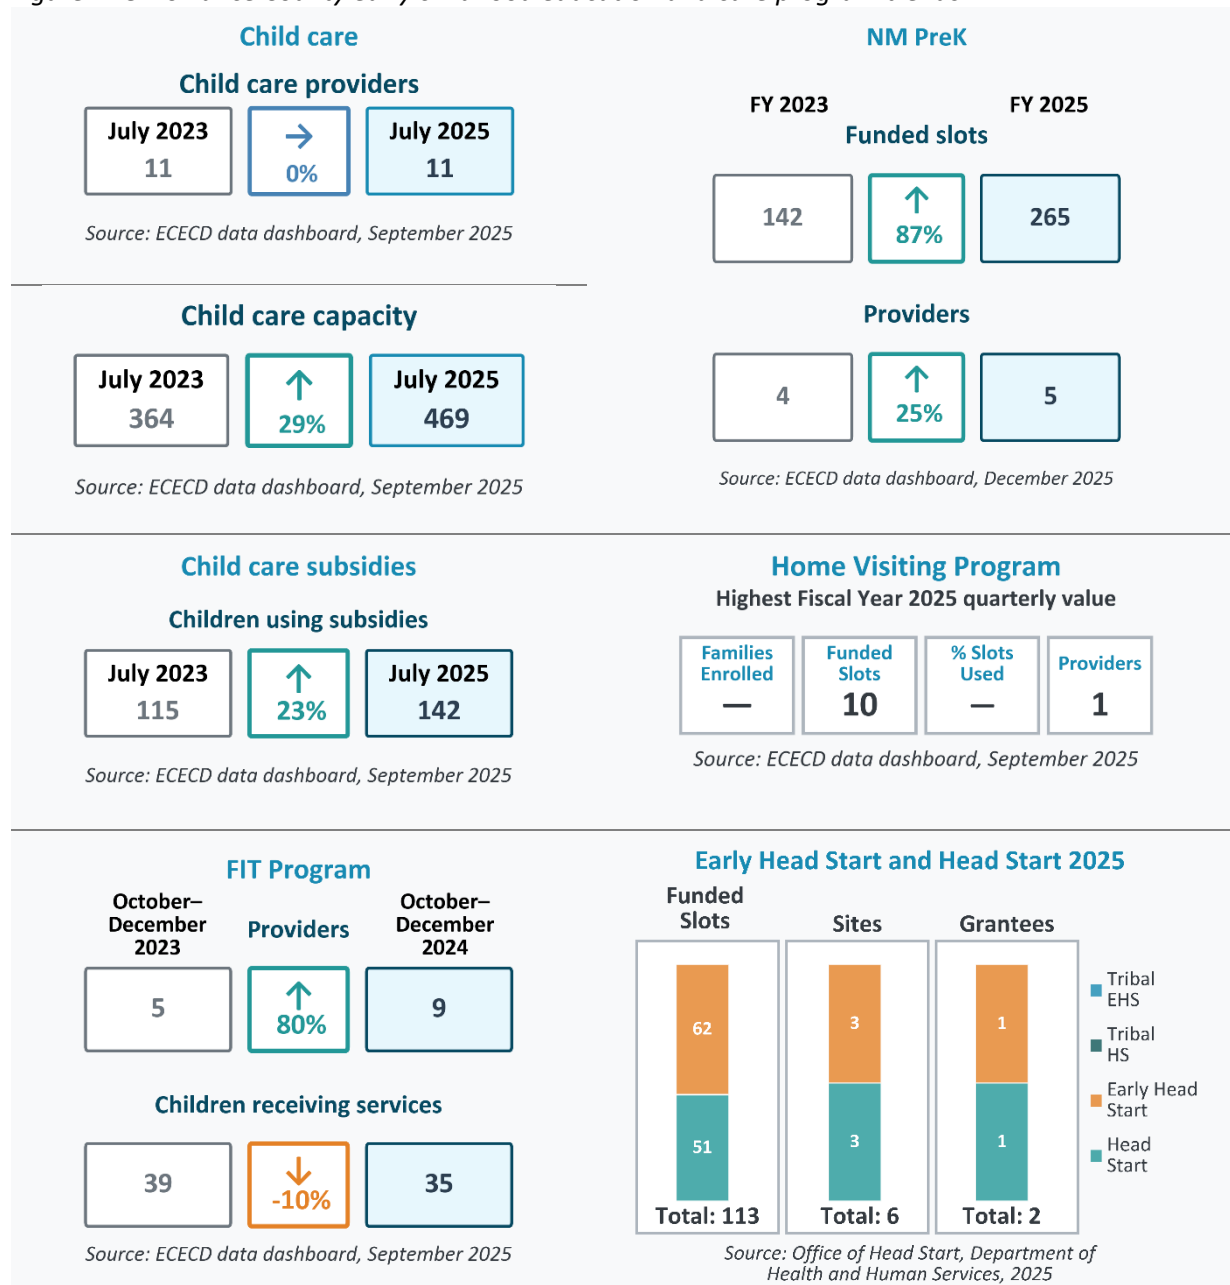 Child care
Child care providers
July 2023
11
→
0%
July 2025
11
Source: ECECD data dashboard, September 2025
Child care capacity
July 2023
364
↑
29%
July 2025
469
Source: ECECD data dashboard, September 2025
NM PreK
FY 2023
FY 2025
Funded slots
142
↑
87%
265
Providers
4
↑
25%
5
Source: ECECD data dashboard, December 2025
Child care subsidies
Children using subsidies
July 2023
115
↑
23%
July 2025
142
Source: ECECD data dashboard, September 2025
Home Visiting Program
Highest Fiscal Year 2025 quarterly value
Families
Enrolled
—
Funded
Slots
10
% Slots
Used
—
Providers
1
Source: ECECD data dashboard, September 2025
FIT Program
October–
December
2023
Providers
October–
December
2024
5
↑
80%
9
Children receiving services
39
↓
-10%
35
Source: ECECD data dashboard, September 2025
Early Head Start and Head Start 2025
Funded
Slots
62
51
Total: 113
Sites
3
3
Total: 6
Grantees
1
1
Total: 2
Tribal
EHS
Tribal
HS
Early Head
Start
Head
Start
Source: Office of Head Start, Department of
Health and Human Services, 2025